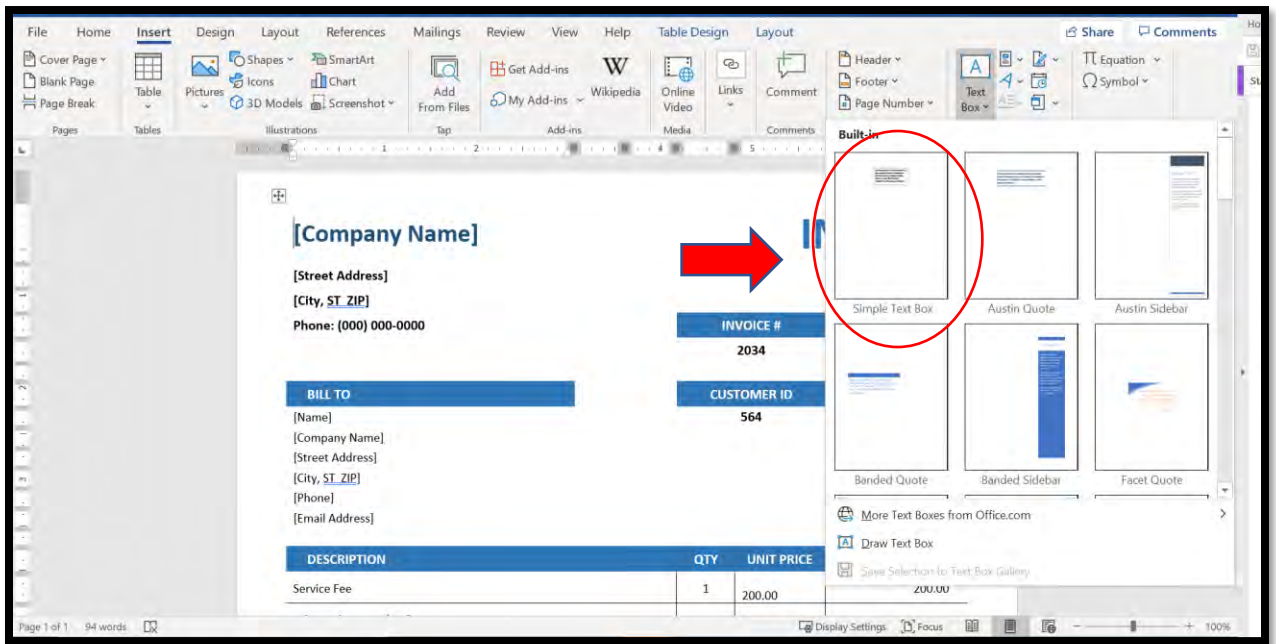 File Home Insert Design Layout References Mailings Review View Help Table Design Layout Share Comments
Cover Page
Blank Page
Page Break
Pages
Table
Tables
Pictures
Shapes
Icons
3D Models
SmartArt
Chart
Screenshot
Illustrations
Add
From Files
Tap
Get Add-ins
My Add-ins
W
Wikipedia
Add-ins
Online
Video
Media
Links
Comment
Comments
Header
Footer
Page Number
A
Text
Box
Equation
Symbol
1 2 4 5
Built-in
Simple Text Box Austin Quote Austin Sidebar
Banded Quote Banded Sidebar Facet Quote
More Text Boxes from Office.com
Draw Text Box
Save Selection to Text Box Gallery
[Company Name]
IN
[Street Address]
[City, ST ZIP]
Phone: (000) 000-0000
INVOICE #
2034
BILL TO CUSTOMER ID
[Name] 564
[Company Name]
[Street Address]
[City, ST ZIP]
[Phone]
[Email Address]
DESCRIPTION QTY UNIT PRICE
Service Fee 1 200.00 200.00
Page 1 of 1 94 words Display Settings Focus 100%